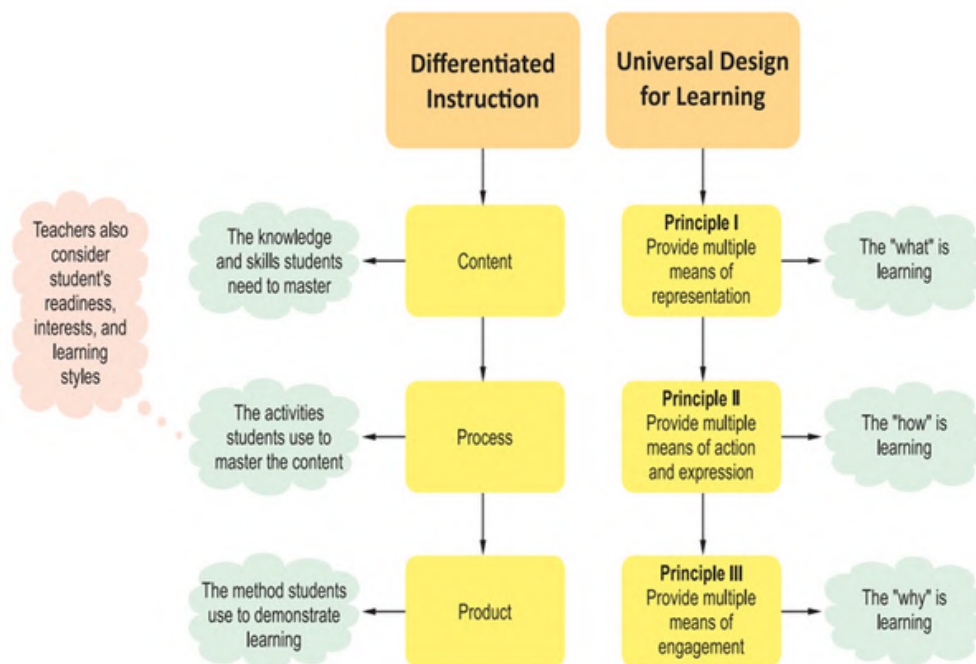 Differentiated
Instruction
Universal Design
for Learning
Teachers also
consider
student's
readiness,
interests, and
learning
styles
The knowledge
and skills students
need to master
Content
Principle I
Provide multiple
means of
representation
The "what" is
learning
The activities
students use to
master the content
Process
Principle II
Provide multiple
means of action
and expression
The "how" is
learning
The method students
use to demonstrate
learning
Product
Principle III
Provide multiple
means of
engagement
The "why" is
learning